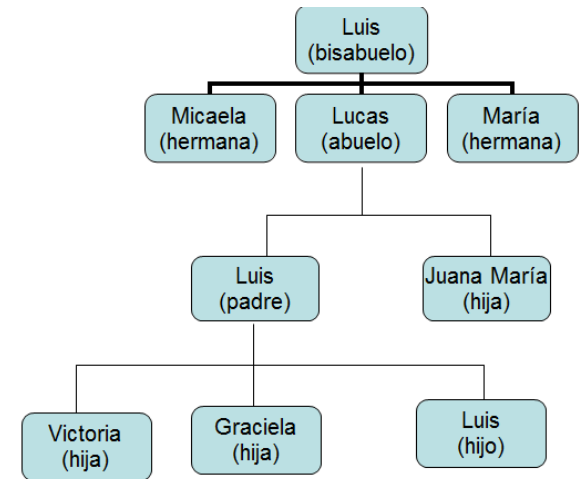 Luis
(bisabuelo)
Micaela
(hermana)
Lucas
(abuelo)
María
(hermana)
Luis
(padre)
Juana María
(hija)
Victoria
(hija)
Graciela
(hija)
Luis
(hijo)